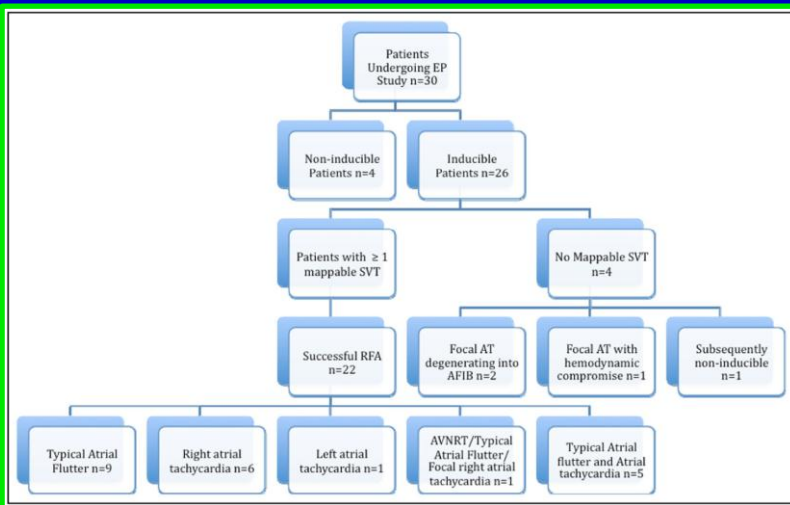 Patients
Undergoing EP
Study n=30
Non-inducible
Patients n=4
Inducible
Patients n=26
Patients with ≥ 1
mappable SVT
No Mappable SVT
n=4
Successful RFA
n=22
Focal AT
degenerating into
AFIB n=2
Focal AT with
hemodynamic
compromise n=1
Subsequently
non-inducible
n=1
Typical Atrial
Flutter n=9
Right atrial
tachycardia n=6
Left atrial
tachycardia n=1
AVNRT/Typical
Atrial Flutter/
Focal right atrial
tachycardia n=1
Typical Atrial
flutter and Atrial
tachycardia n=5